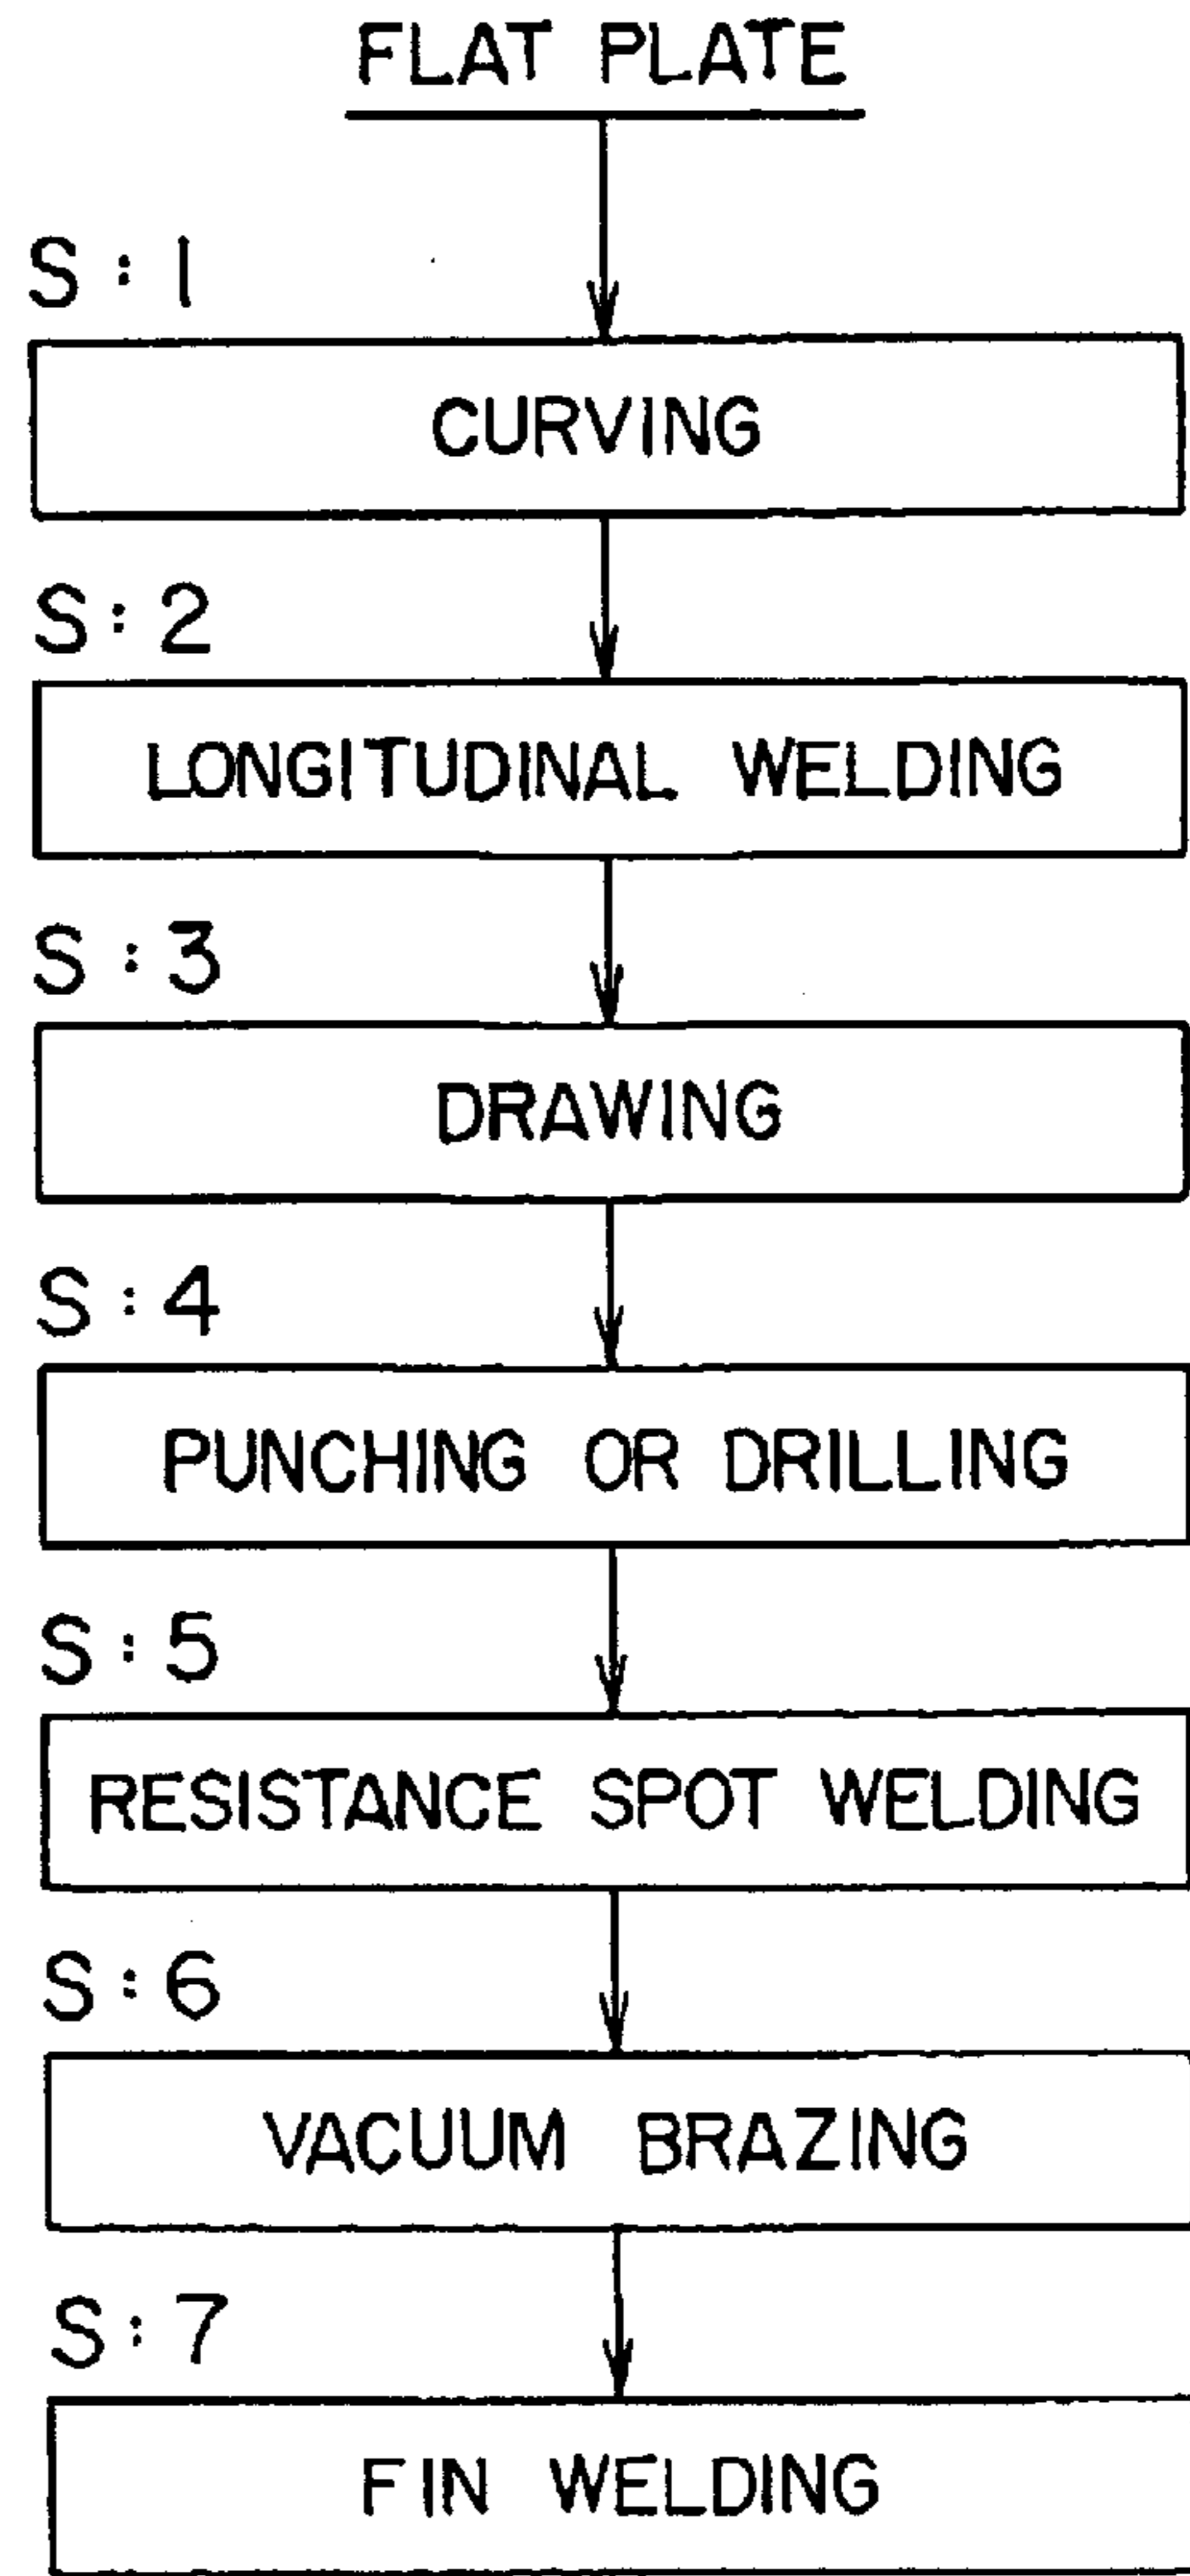 FLAT PLATE
S:1
CURVING
S:2
LONGITUDINAL WELDING
S:3
DRAWING
S:4
PUNCHING OR DRILLING
S:5
RESISTANCE SPOT WELDING
S:6
VACUUM BRAZING
S:7
FIN WELDING